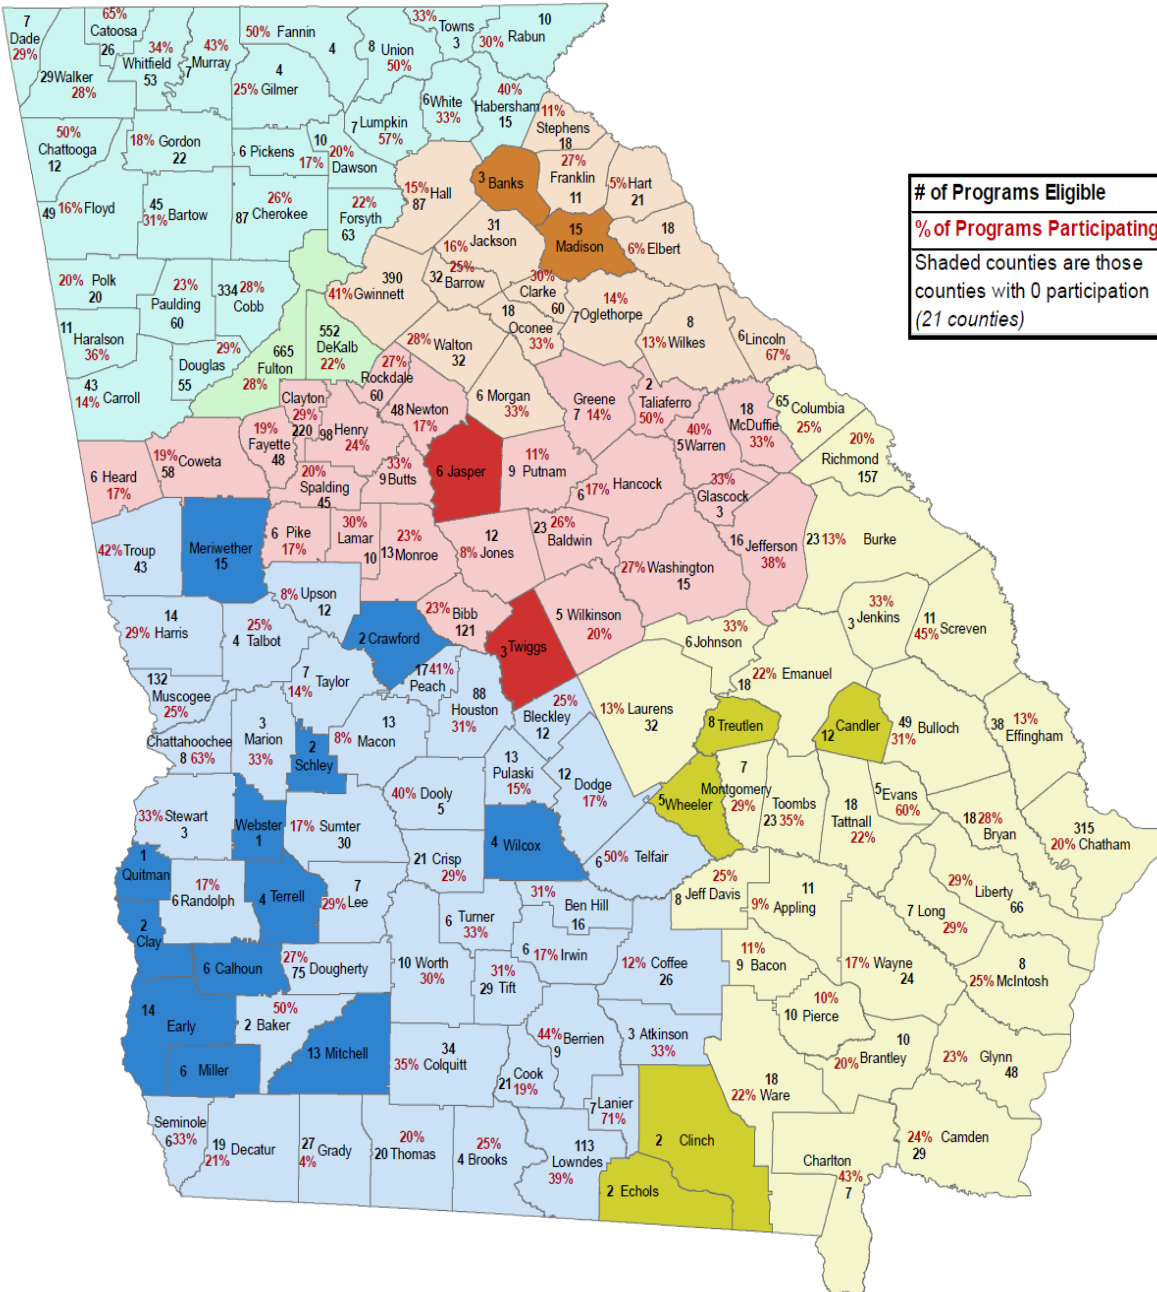 7
Dade
29%
65%
Catoosa
26
34%
Whitfield
53
43%
Murray
7
50% Fannin
4
8 Union
50%
33%
Towns
3
10
30% Rabun
29 Walker
28%
4
25% Gilmer
6 White
33%
40%
Habersham
15
7 Lumpkin
57%
11%
Stephens
18
50%
Chattooga
12
18% Gordon
22
6 Pickens
17%
10
20%
Dawson
15% Hall
87
3 Banks
27%
Franklin
11
5% Hart
21
49 16% Floyd
45
31% Bartow
26%
87 Cherokee
22%
Forsyth
63
31
16% Jackson
15
Madison
18
6% Elbert
# of Programs Eligible
% of Programs Participating
Shaded counties are those
counties with 0 participation
(21 counties)
20% Polk
20
23%
Paulding
60
334 28%
Cobb
390
41% Gwinnett
25%
32 Barrow
30%
Clarke
60
18
Oconee
33%
14%
7 Oglethorpe
8
13% Wilkes
6 Lincoln
67%
11
Haralson
36%
29%
Douglas
55
665
Fulton
28%
552
DeKalb
22%
28% Walton
32
27%
Rockdale
60
43
14% Carroll
6 Morgan
33%
Greene
7 14%
2
Taliaferro
50%
18
McDuffie
33%
65 Columbia
25%
Clayton
29%
220
48 Newton
17%
19%
Fayette
48
98 Henry
24%
40%
5 Warren
20%
Richmond
157
6 Heard
17%
19% Coweta
58
20%
Spalding
45
33%
9 Butts
6 Jasper
11%
9 Putnam
6 17% Hancock
33%
Glascock
3
42% Troup
43
Meriwether
15
6 Pike
17%
30%
Lamar
10
23%
13 Monroe
12
8% Jones
23 26%
Baldwin
27% Washington
15
16 Jefferson
38%
23 13% Burke
8% Upson
12
23% Bibb
121
3 Twiggs
5 Wilkinson
20%
33%
3 Jenkins
11
45% Screven
14
29% Harris
25%
4 Talbot
2 Crawford
17 41%
Peach
33%
6 Johnson
22% Emanuel
18
132
Muscogee
25%
7
Taylor
14%
88
Houston
31%
25%
Bleckley
12
13% Laurens
32
8 Treutlen
Candler
12
49
31% Bulloch
38 13%
Effingham
Chattahoochee
8 63%
3
Marion
33%
2
Schley
13
8% Macon
13
Pulaski
15%
12
Dodge
17%
5 Wheeler
7
Montgomery
29%
Toombs
23 35%
18
Tattnall
22%
5 Evans
60%
18 28%
Bryan
315
20% Chatham
33% Stewart
3
Webster
1
17% Sumter
30
40% Dooly
5
4 Wilcox
6 50% Telfair
1
Quitman
17%
6 Randolph
4 Terrell
7
29% Lee
21 Crisp
29%
31%
Ben Hill
16
25%
Jeff Davis
8
11
9% Appling
29%
Liberty
66
7 Long
29%
2
Clay
6 Turner
33%
6 17% Irwin
6 Calhoun
27%
75 Dougherty
10 Worth
30%
31%
29 Tift
12% Coffee
26
11%
9 Bacon
17% Wayne
24
8
25% McIntosh
14
Early
50%
2 Baker
10%
10 Pierce
6 Miller
13 Mitchell
34
35% Colquitt
44% Berrien
9
3 Atkinson
33%
10
Brantley
20%
23% Glynn
48
21 Cook
19%
18
22% Ware
7 Lanier
71%
Seminole
6 33%
19 Decatur
21%
27 Grady
4%
20%
20 Thomas
25%
4 Brooks
113
Lowndes
39%
2 Clinch
24% Camden
29
2 Echols
Charlton
43%
7